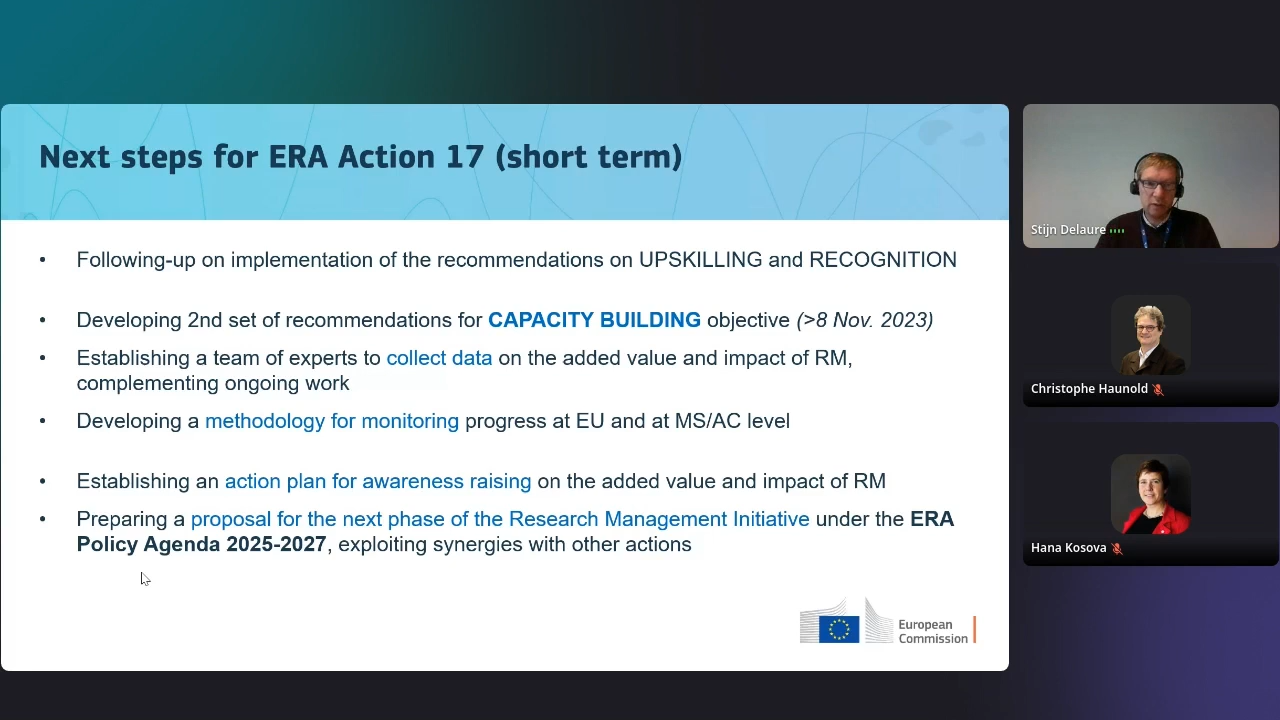 Next steps for ERA Action 17 (short term)
• Following-up on implementation of the recommendations on UPSKILLING and RECOGNITION
• Developing 2nd set of recommendations for CAPACITY BUILDING objective (>8 Nov. 2023)
• Establishing a team of experts to collect data on the added value and impact of RM,
complementing ongoing work
• Developing a methodology for monitoring progress at EU and at MS/AC level
• Establishing an action plan for awareness raising on the added value and impact of RM
• Preparing a proposal for the next phase of the Research Management Initiative under the ERA
Policy Agenda 2025-2027, exploiting synergies with other actions
European
Commission
Stijn Delaure
Christophe Haunold
Hana Kosova